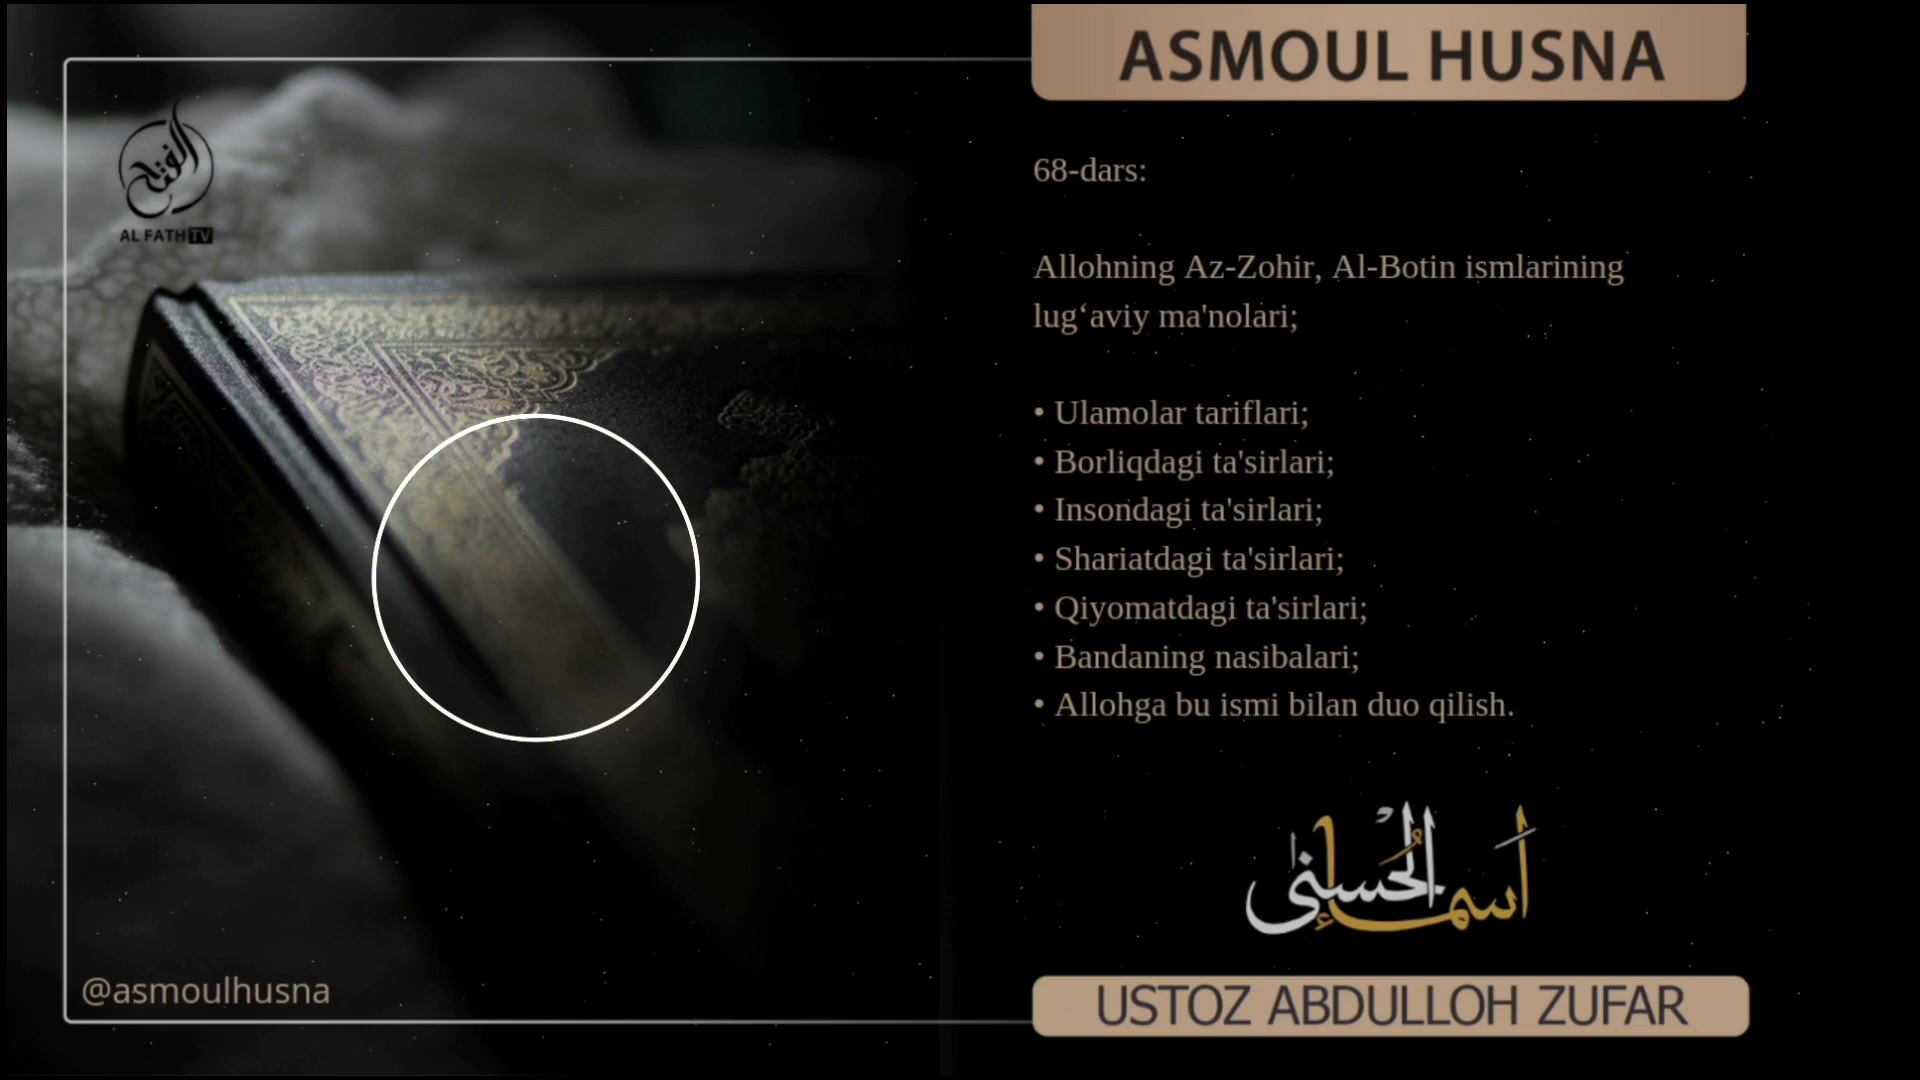 ASMOUL HUSNA
الفتح
AL FATH TV
68-dars:
Allohning Az-Zohir, Al-Botin ismlarining
lugʻaviy ma'nolari;
• Ulamolar tariflari;
• Borliqdagi ta'sirlari;
• Insondagi ta'sirlari;
• Shariatdagi ta'sirlari;
• Qiyomatdagi ta'sirlari;
• Bandaning nasibalari;
• Allohga bu ismi bilan duo qilish.
أسماء الحسنى
@asmoulhusna
USTOZ ABDULLOH ZUFAR